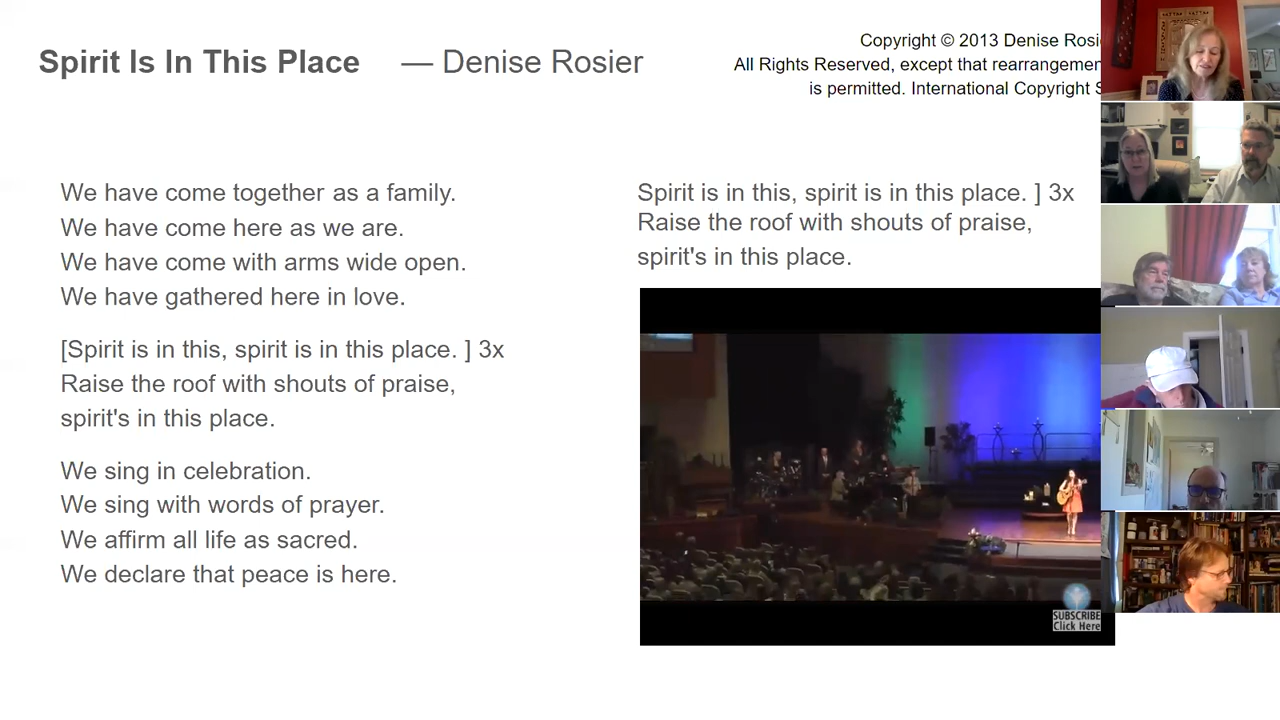 Spirit Is In This Place — Denise Rosier
Copyright © 2013 Denise
All Rights Reserved, except that
is permitted. International Copyright
We have come together as a family.
We have come here as we are.
We have come with arms wide open.
We have gathered here in love.
[Spirit is in this, spirit is in this place. ] 3x
Raise the roof with shouts of praise,
spirit's in this place.
We sing in celebration.
We sing with words of prayer.
We affirm all life as sacred.
We declare that peace is here.
Spirit is in this, spirit is in this place. ] 3x
Raise the roof with shouts of praise,
spirit's in this place.
SUBSCRIBE
Click Here